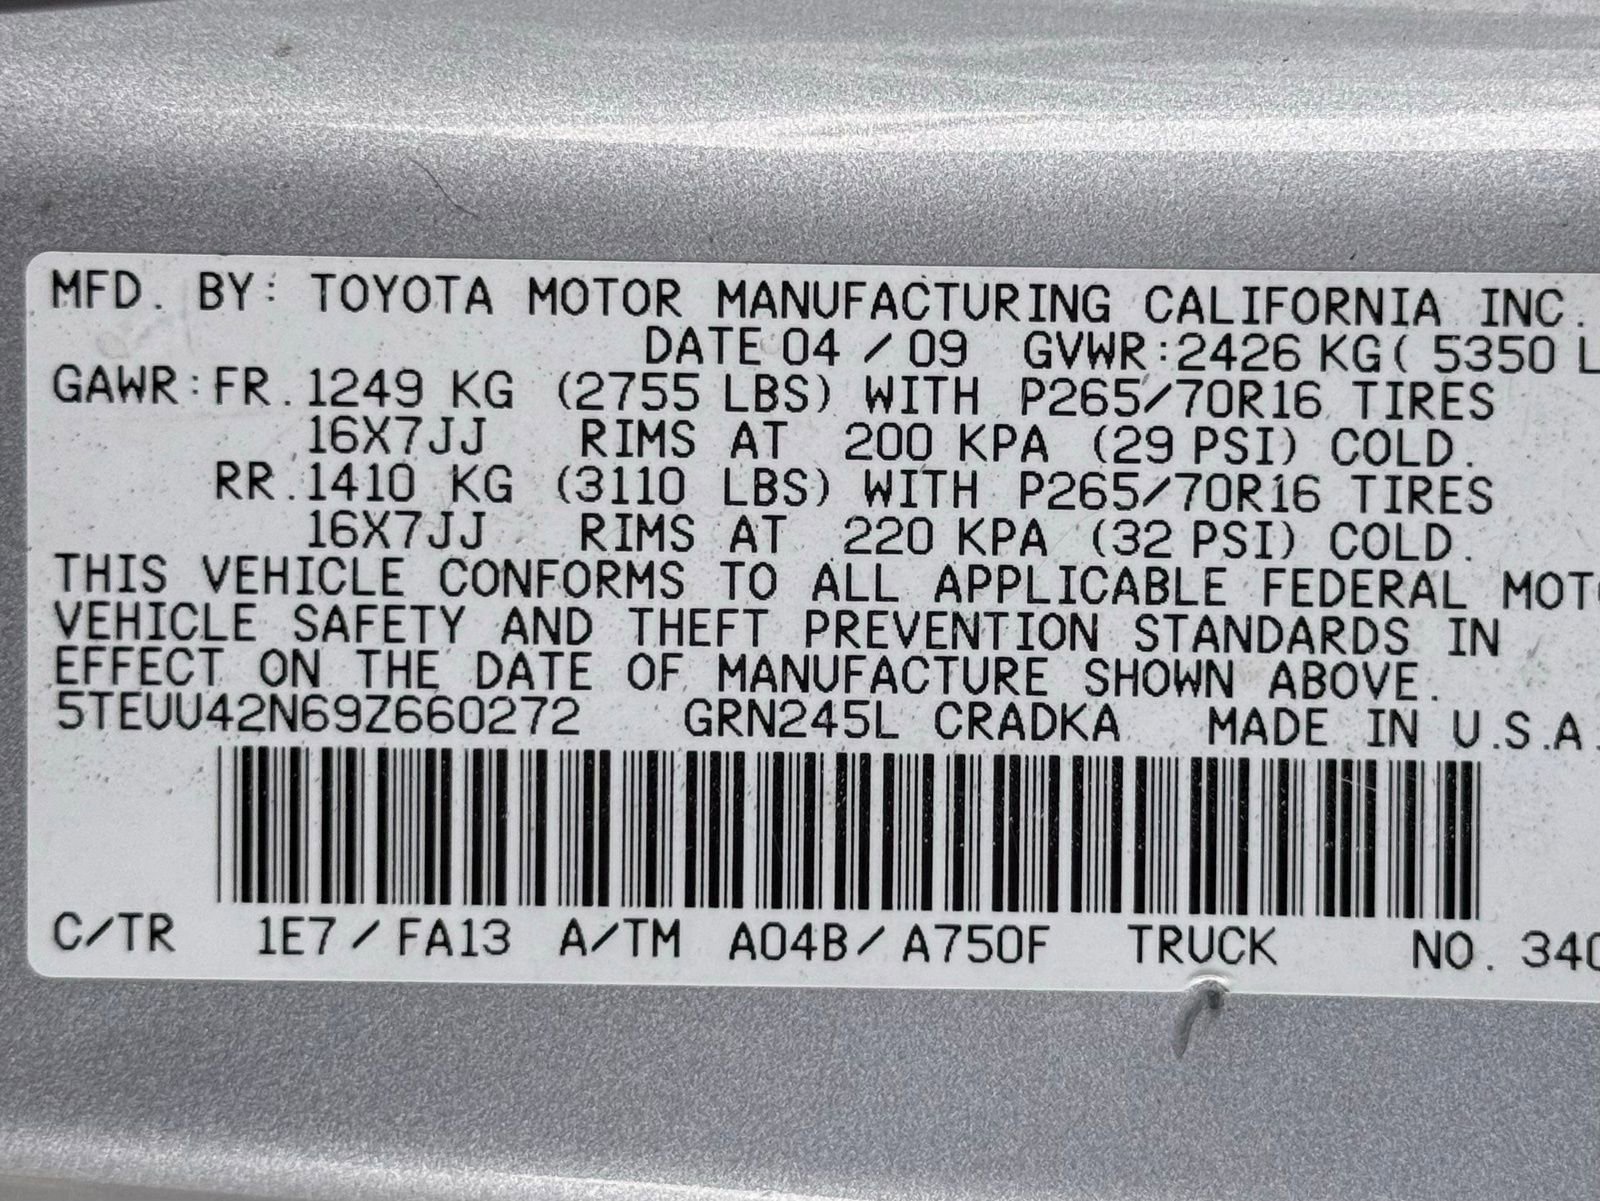 MFD. BY: TOYOTA MOTOR MANUFACTURING CALIFORNIA INC.
DATE 04 / 09 GVWR:2426 KG( 5350 L
GAWR:FR. 1249 KG (2755 LBS) WITH P265/70R16 TIRES
16X7JJ RIMS AT 200 KPA (29 PSI) COLD.
RR. 1410 KG (3110 LBS) WITH P265/70R16 TIRES
16X7JJ RIMS AT 220 KPA (32 PSI) COLD.
THIS VEHICLE CONFORMS TO ALL APPLICABLE FEDERAL MOTO
VEHICLE SAFETY AND THEFT PREVENTION STANDARDS IN
EFFECT ON THE DATE OF MANUFACTURE SHOWN ABOVE.
5TEUU42N69Z660272 GRN245L CRADKA MADE IN U.S.A.
C/TR 1E7 / FA13 A/TM A04B / A750F TRUCK NO. 340